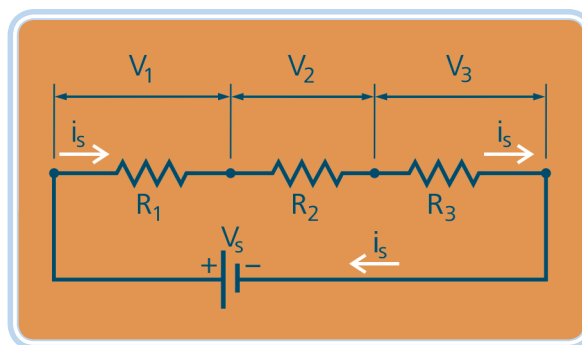 V1 V2 V3
is is
R1 R2 R3
Vs
+ − is